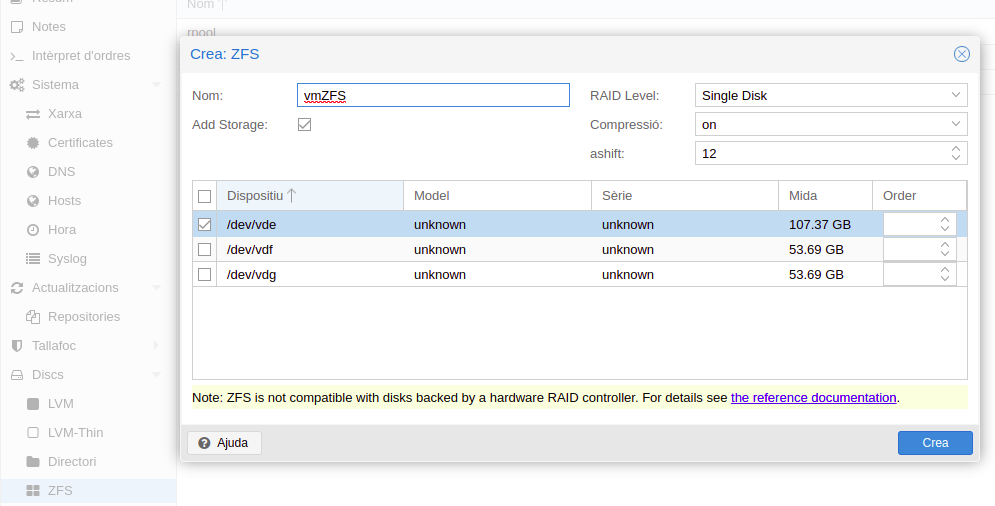 Resum
Nom
Notes
rpool
Intèrpret d'ordres
Sistema
Xarxa
Certificates
DNS
Hosts
Hora
Syslog
Actualitzacions
Repositories
Tallafoc
Discs
LVM
LVM-Thin
Directori
ZFS
Crea: ZFS
Nom: vmZFS
Add Storage:
RAID Level: Single Disk
Compressió: on
ashift: 12
Dispositiu Model Sèrie Mida Order
/dev/vde unknown unknown 107.37 GB
/dev/vdf unknown unknown 53.69 GB
/dev/vdg unknown unknown 53.69 GB
Note: ZFS is not compatible with disks backed by a hardware RAID controller. For details see the reference documentation.
Ajuda
Crea